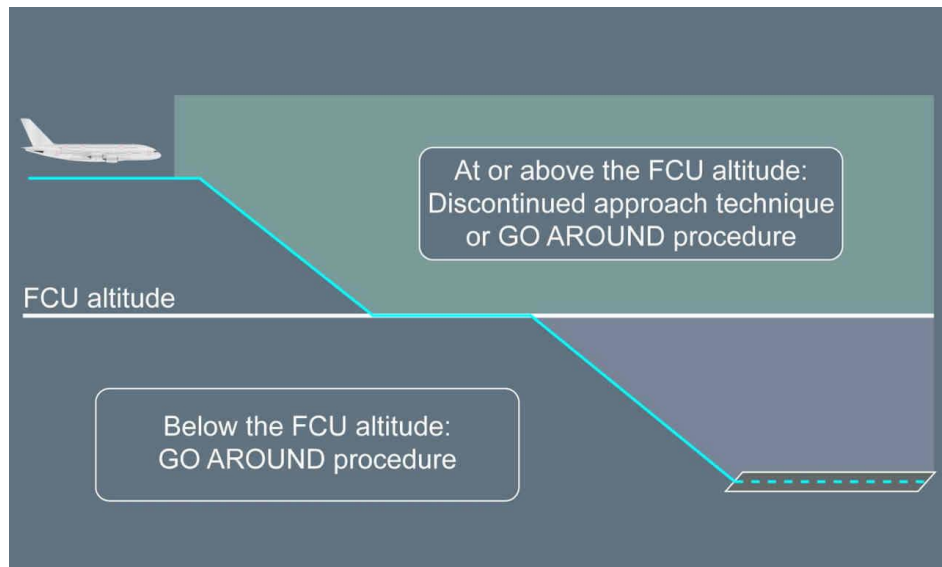 At or above the FCU altitude:
Discontinued approach technique
or GO AROUND procedure
FCU altitude
Below the FCU altitude:
GO AROUND procedure